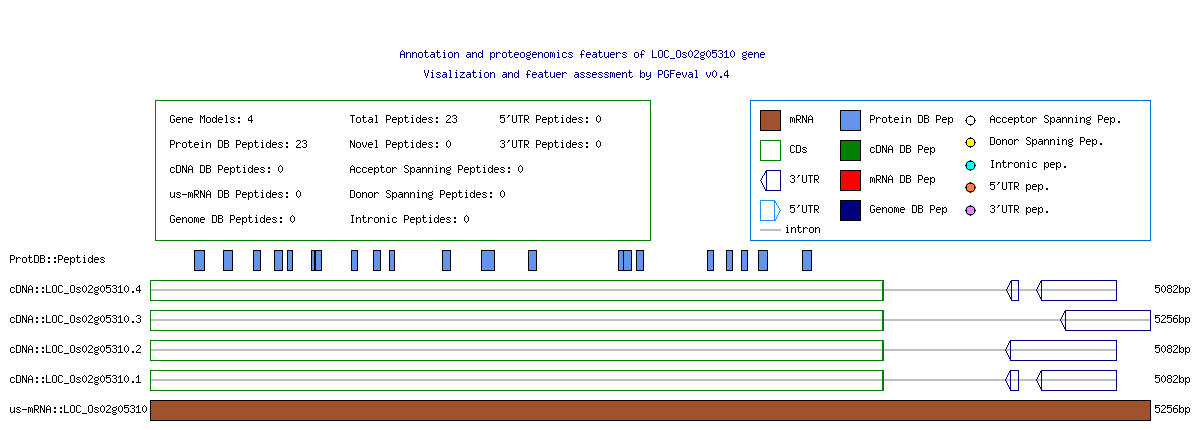 Annotation and proteogenomics featuers of LOC_Os02g05310 gene
Visalization and featuer assessment by PGFeval v0.4
Gene Models: 4 Total Peptides: 23 5'UTR Peptides: 0
Protein DB Peptides: 23 Novel Peptides: 0 3'UTR Peptides: 0
cDNA DB Peptides: 0 Acceptor Spanning Peptides: 0
us-mRNA DB Peptides: 0 Donor Spanning Peptides: 0
Genome DB Peptides: 0 Intronic Peptides: 0
mRNA Protein DB Pep Acceptor Spanning Pep.
CDs cDNA DB Pep Donor Spanning Pep.
3'UTR mRNA DB Pep Intronic pep.
5'UTR Genome DB Pep 5'UTR pep.
intron 3'UTR pep.
ProtDB::Peptides
cDNA::LOC_Os02g05310.4 5082bp
cDNA::LOC_Os02g05310.3 5256bp
cDNA::LOC_Os02g05310.2 5082bp
cDNA::LOC_Os02g05310.1 5082bp
us-mRNA::LOC_Os02g05310 5256bp